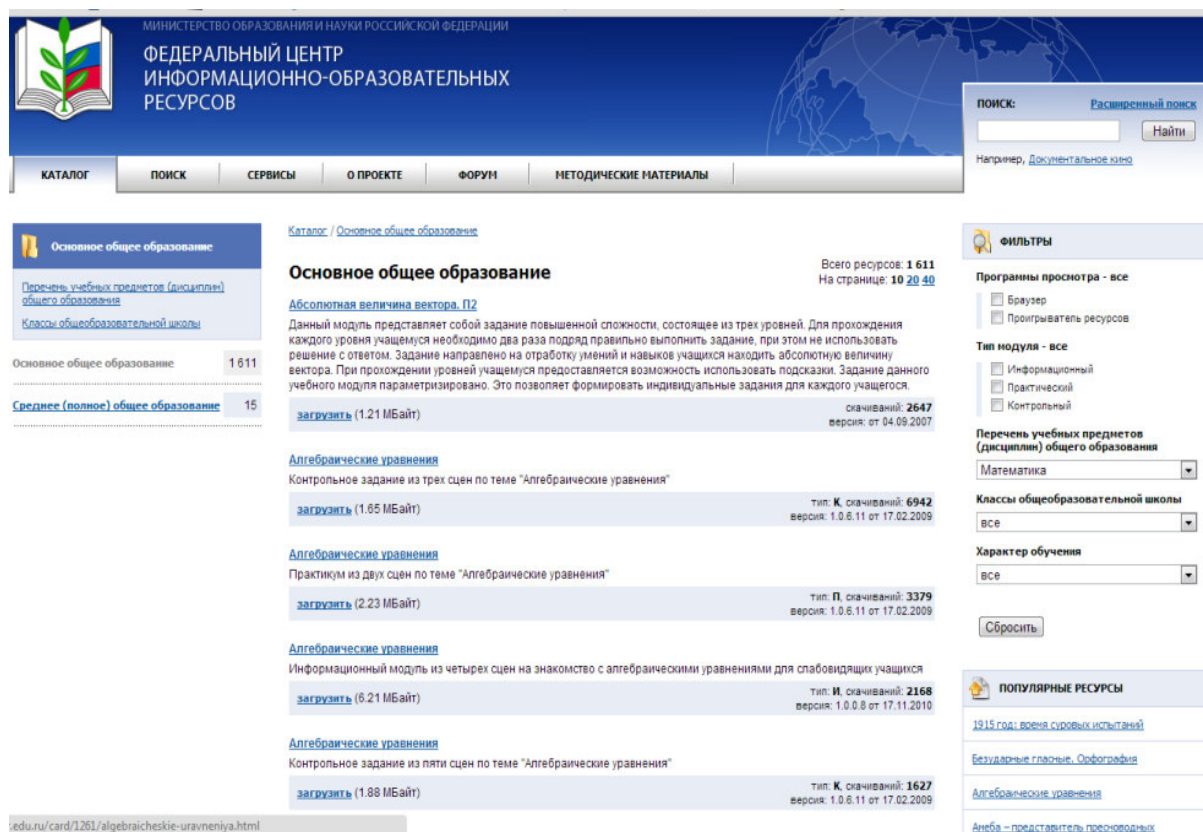 МИНИСТЕРСТВО ОБРАЗОВАНИЯ И НАУКИ РОССИЙСКОЙ ФЕДЕРАЦИИ
ФЕДЕРАЛЬНЫЙ ЦЕНТР
ИНФОРМАЦИОННО-ОБРАЗОВАТЕЛЬНЫХ
РЕСУРСОВ
ПОИСК: Расширенный поиск
Найти
Например, Документальное кино
КАТАЛОГ ПОИСК СЕРВИСЫ О ПРОЕКТЕ ФОРУМ МЕТОДИЧЕСКИЕ МАТЕРИАЛЫ
Основное общее образование
Перечень учебных предметов (дисциплин)
общего образования
Классы общеобразовательной школы
Основное общее образование 1 611
Среднее (полное) общее образование 15
Каталог / Основное общее образование
Основное общее образование
Всего ресурсов: 1 611
На странице: 10 20 40
Абсолютная величина вектора. П2
Данный модуль представляет собой задание повышенной сложности, состоящее из трех уровней. Для прохождения
каждого уровня учащемуся необходимо два раза подряд правильно выполнить задание, при этом не использовать
решение с ответом. Задание направлено на отработку умений и навыков учащихся находить абсолютную величину
вектора. При прохождении уровней учащемуся предоставляется возможность использовать подсказки. Задание данного
учебного модуля параметризировано. Это позволяет формировать индивидуальные задания для каждого учащегося.
загрузить (1.21 МБайт)
скачиваний: 2647
версия: от 04.09.2007
Алгебраические уравнения
Контрольное задание из трех сцен по теме "Алгебраические уравнения"
загрузить (1.65 МБайт)
тип: К, скачиваний: 6942
версия: 1.0.6.11 от 17.02.2009
Алгебраические уравнения
Практикум из двух сцен по теме "Алгебраические уравнения"
загрузить (2.23 МБайт)
тип: П, скачиваний: 3379
версия: 1.0.6.11 от 17.02.2009
Алгебраические уравнения
Информационный модуль из четырех сцен на знакомство с алгебраическими уравнениями для слабовидящих учащихся
загрузить (6.21 МБайт)
тип: И, скачиваний: 2168
версия: 1.0.0.8 от 17.11.2010
Алгебраические уравнения
Контрольное задание из пяти сцен по теме "Алгебраические уравнения"
загрузить (1.88 МБайт)
тип: К, скачиваний: 1627
версия: 1.0.6.11 от 17.02.2009
ФИЛЬТРЫ
Программы просмотра - все
Браузер
Проигрыватель ресурсов
Тип модуля - все
Информационный
Практический
Контрольный
Перечень учебных предметов
(дисциплин) общего образования
Математика
Классы общеобразовательной школы
все
Характер обучения
все
Сбросить
ПОПУЛЯРНЫЕ РЕСУРСЫ
1915 год: время суровых испытаний
Безударные гласные. Орфография
Алгебраические уравнения
Амеба – представитель пресноводных
.edu.ru/card/1261/algebraicheskie-uravneniya.html